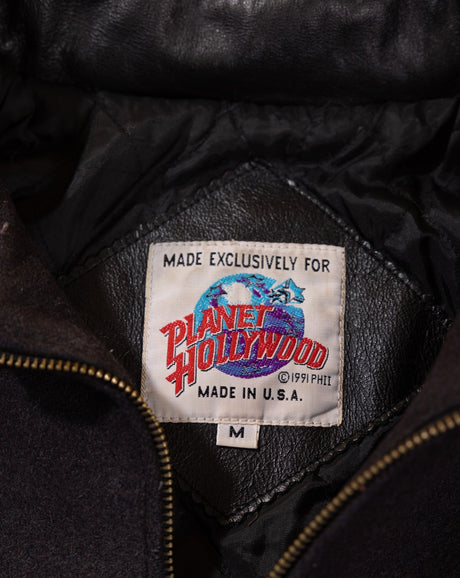 MADE EXCLUSIVELY FOR
PLANET
HOLLYWOOD
©1991 PHII
MADE IN U.S.A.
M